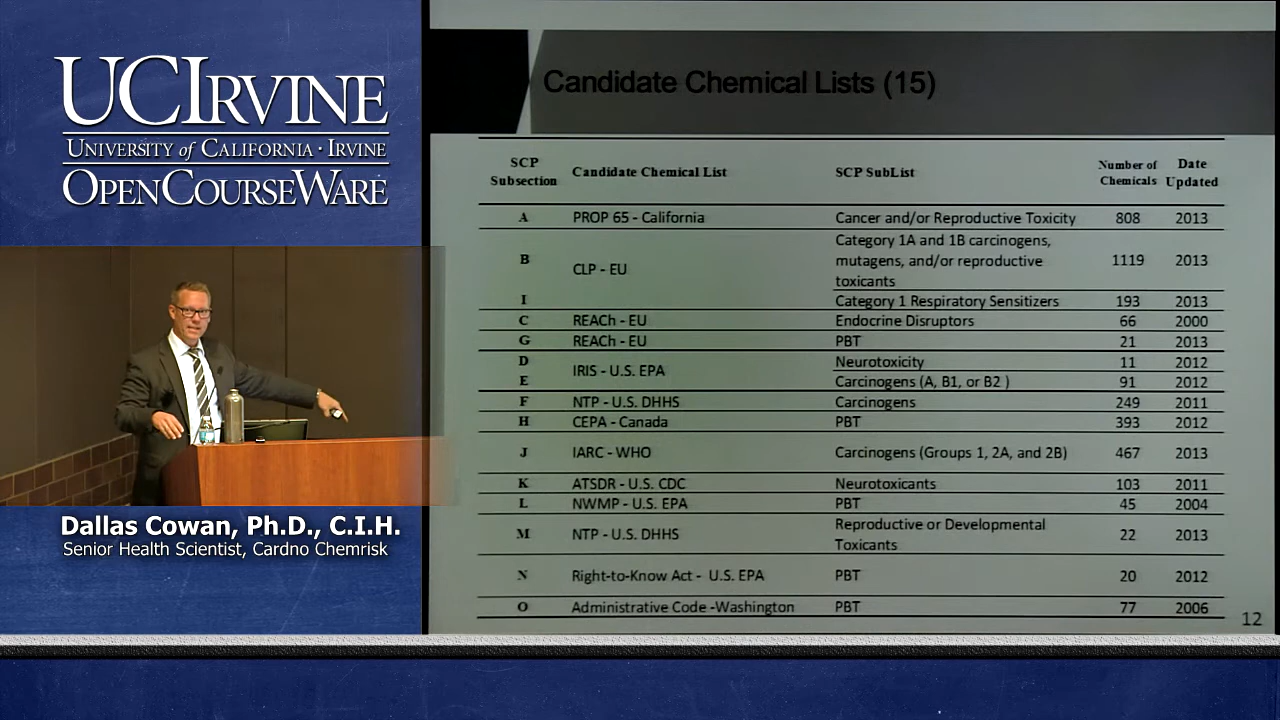 UCIRVINE
UNIVERSITY of CALIFORNIA · IRVINE
OPENCOURSEWARE
Dallas Cowan, Ph.D., C.I.H.
Senior Health Scientist, Cardno Chemrisk
Candidate Chemical Lists (15)
SCP Subsection Candidate Chemical List SCP SubList Number of Chemicals Date Updated
A PROP 65 - California Cancer and/or Reproductive Toxicity 808 2013
B CLP - EU Category 1A and 1B carcinogens, mutagens, and/or reproductive toxicants 1119 2013
I Category 1 Respiratory Sensitizers 193 2013
C REACh - EU Endocrine Disruptors 66 2000
G REACh - EU PBT 21 2013
D IRIS - U.S. EPA Neurotoxicity 11 2012
E Carcinogens (A, B1, or B2 ) 91 2012
F NTP - U.S. DHHS Carcinogens 249 2011
H CEPA - Canada PBT 393 2012
J IARC - WHO Carcinogens (Groups 1, 2A, and 2B) 467 2013
K ATSDR - U.S. CDC Neurotoxicants 103 2011
L NWMP - U.S. EPA PBT 45 2004
M NTP - U.S. DHHS Reproductive or Developmental Toxicants 22 2013
N Right-to-Know Act - U.S. EPA PBT 20 2012
O Administrative Code -Washington PBT 77 2006
12